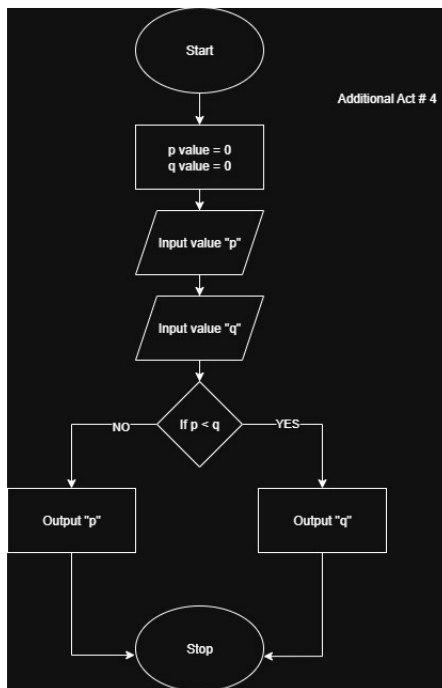 Start
Additional Act # 4
p value = 0
q value = 0
Input value "p"
Input value "q"
If p < q
NO
YES
Output "p"
Output "q"
Stop